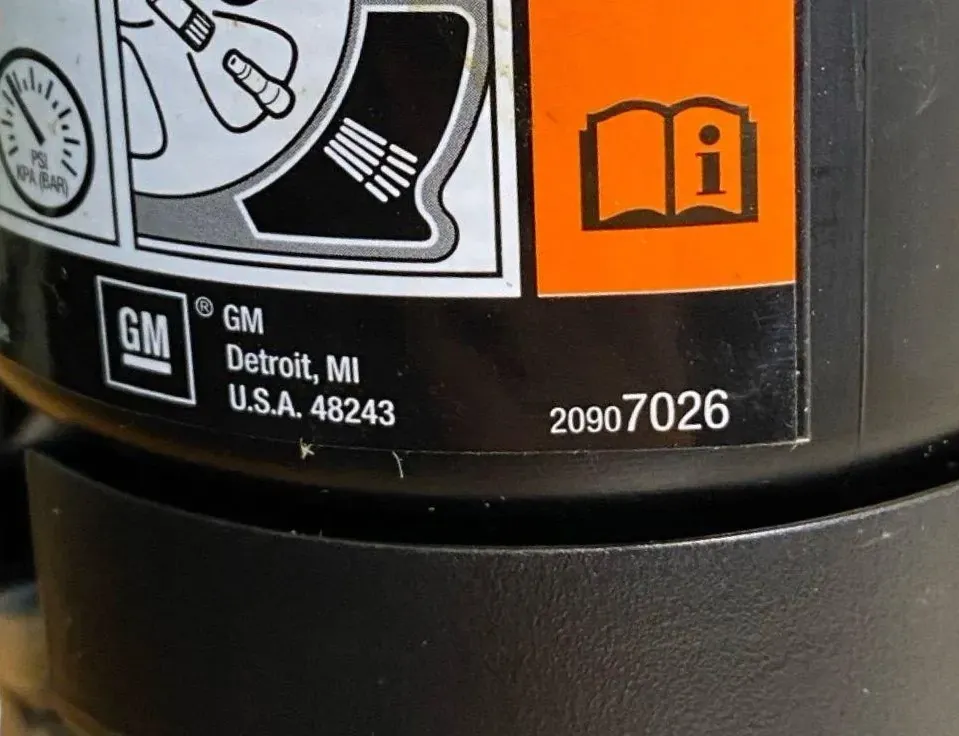 PSI
KPA (BAR)
i
GM
® GM
Detroit, MI
U.S.A. 48243
20907026